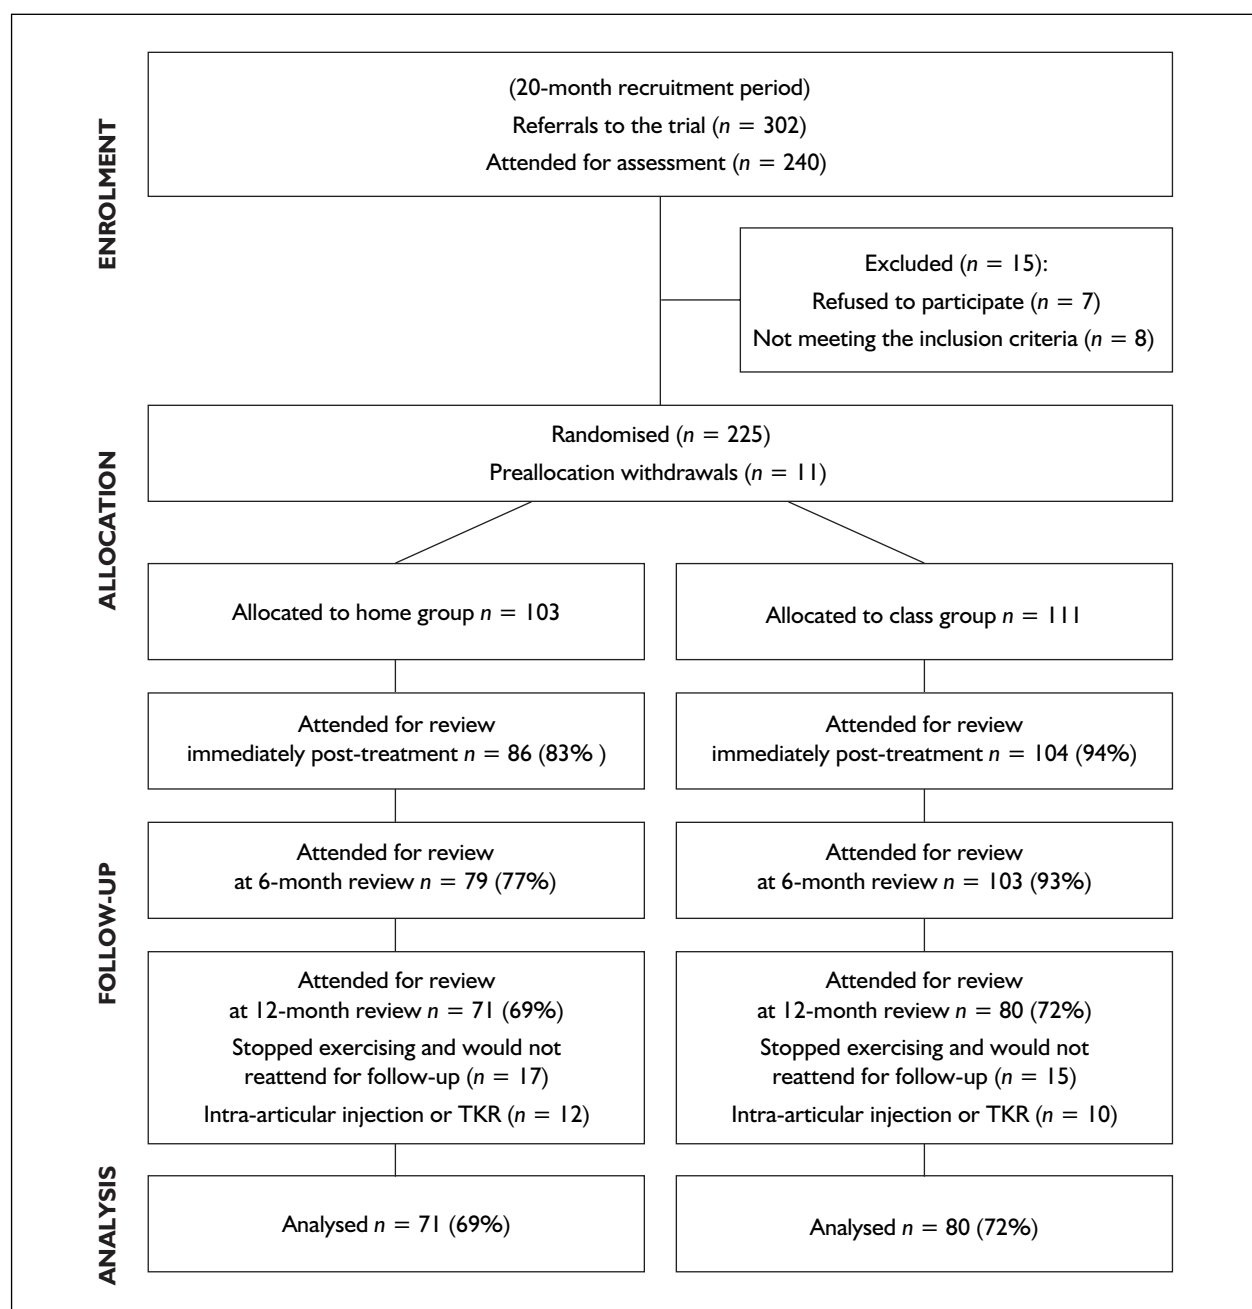 ENROLMENT
(20-month recruitment period)
Referrals to the trial (n = 302)
Attended for assessment (n = 240)
Excluded (n = 15):
Refused to participate (n = 7)
Not meeting the inclusion criteria (n = 8)
ALLOCATION
Randomised (n = 225)
Preallocation withdrawals (n = 11)
Allocated to home group n = 103
Allocated to class group n = 111
FOLLOW-UP
Attended for review
immediately post-treatment n = 86 (83% )
Attended for review
immediately post-treatment n = 104 (94%)
Attended for review
at 6-month review n = 79 (77%)
Attended for review
at 6-month review n = 103 (93%)
Attended for review
at 12-month review n = 71 (69%)
Stopped exercising and would not
reattend for follow-up (n = 17)
Intra-articular injection or TKR (n = 12)
Attended for review
at 12-month review n = 80 (72%)
Stopped exercising and would not
reattend for follow-up (n = 15)
Intra-articular injection or TKR (n = 10)
ANALYSIS
Analysed n = 71 (69%)
Analysed n = 80 (72%)